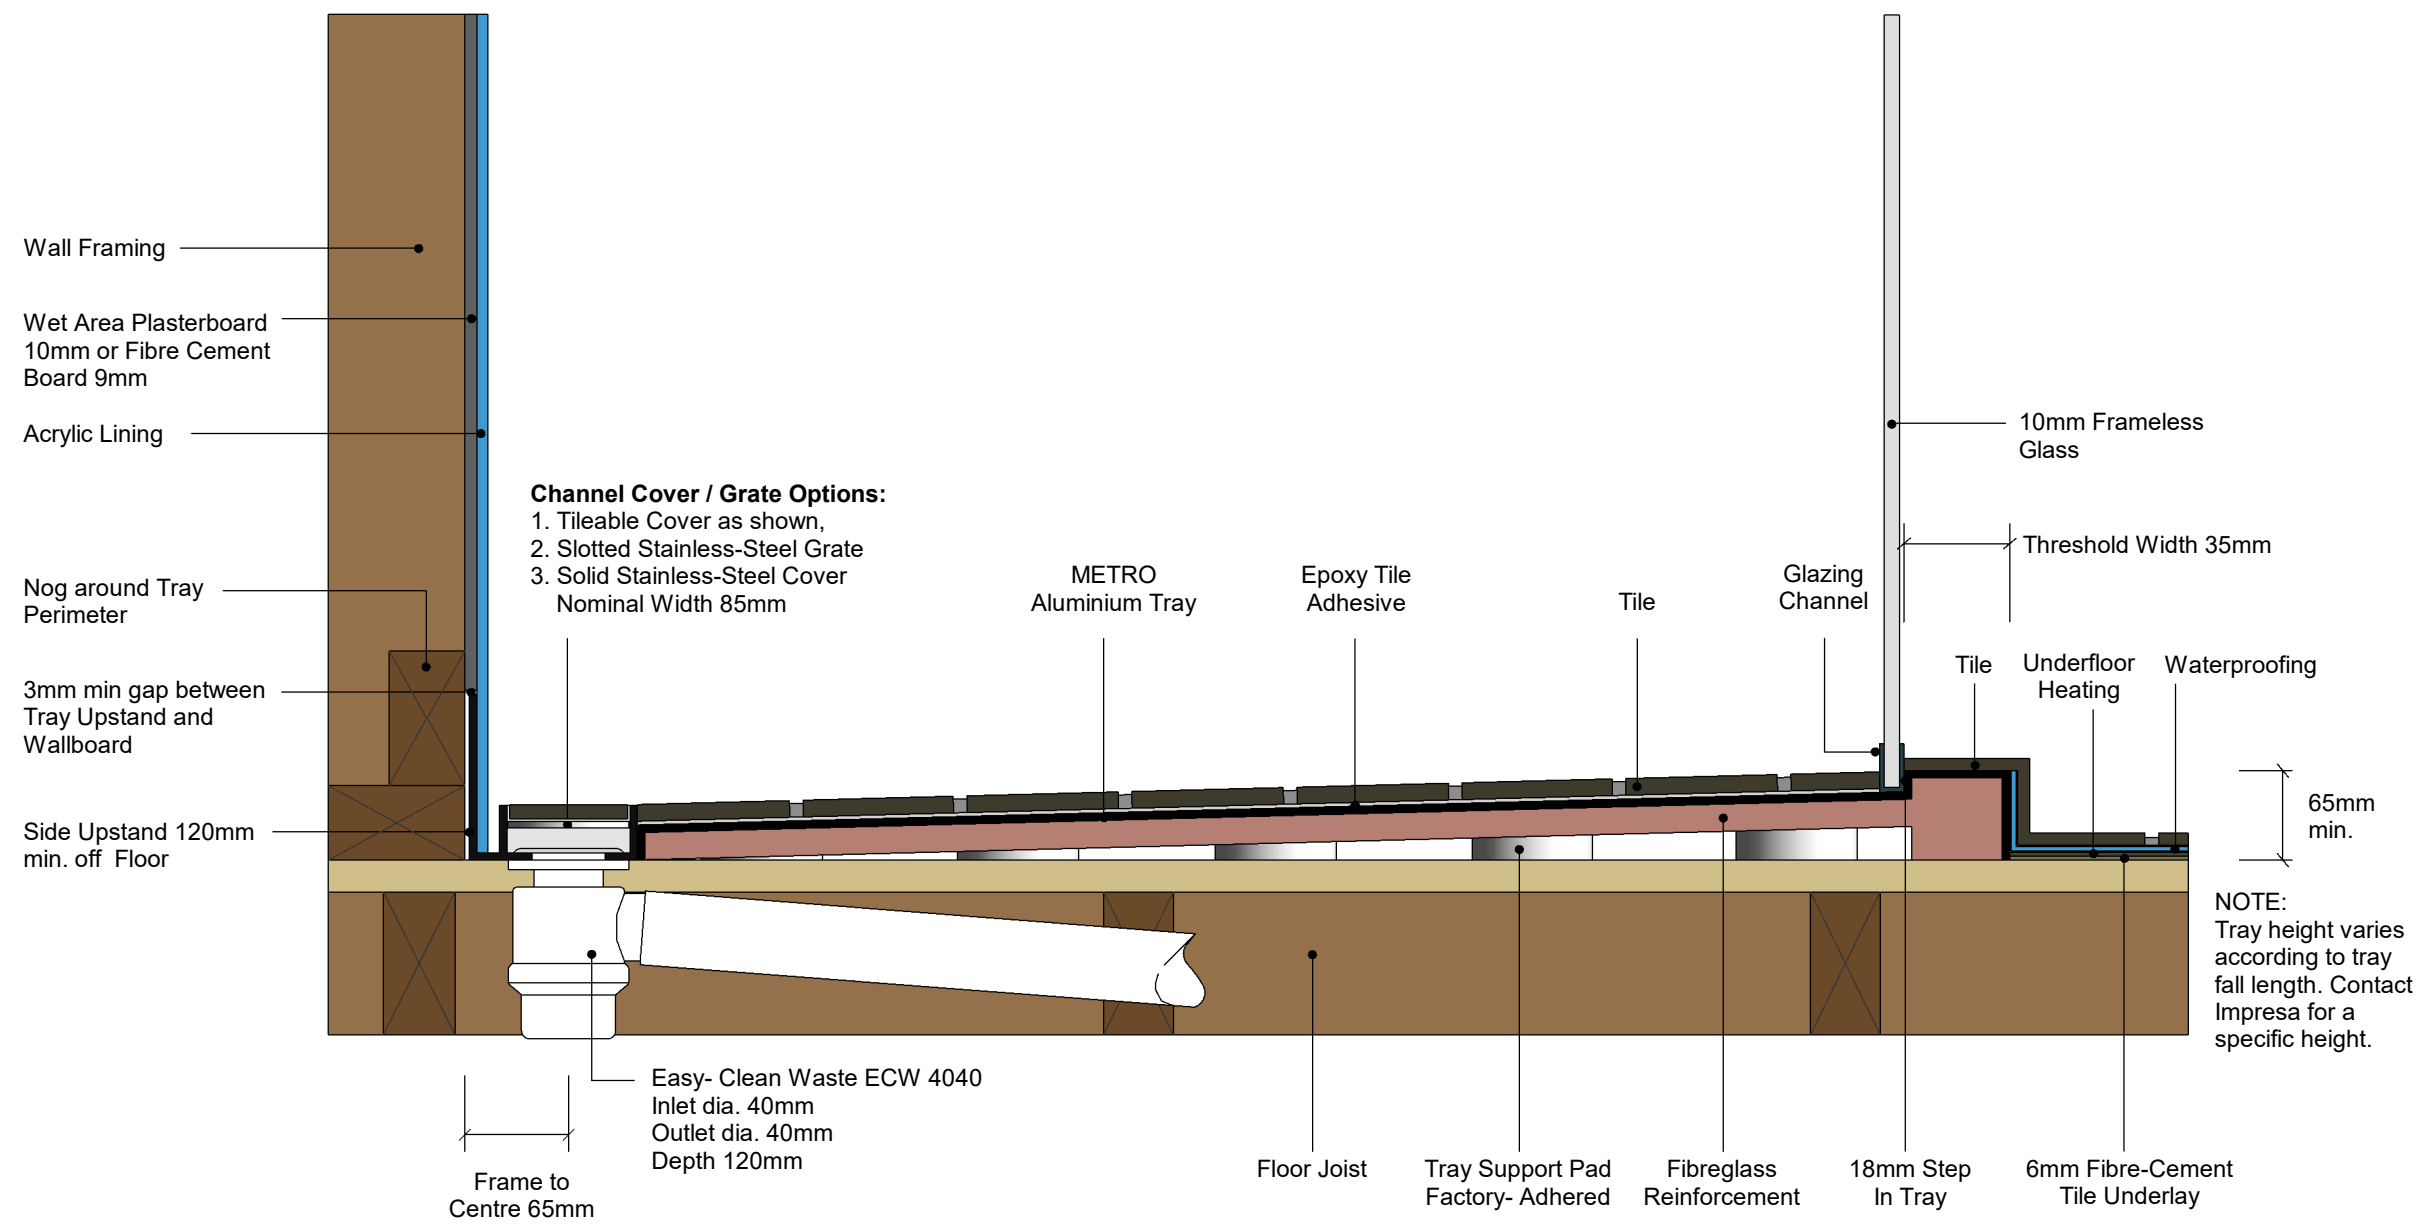 Wall Framing
Wet Area Plasterboard
10mm or Fibre Cement
Board 9mm
Acrylic Lining
Nog around Tray
Perimeter
3mm min gap between
Tray Upstand and
Wallboard
Side Upstand 120mm
min. off  Floor
Channel Cover / Grate Options:
1. Tileable Cover as shown,
2. Slotted Stainless-Steel Grate
3. Solid Stainless-Steel Cover
Nominal Width 85mm
METRO
Aluminium Tray
Epoxy Tile
Adhesive
Tile
Glazing
Channel
10mm Frameless
Glass
Threshold Width 35mm
Tile
Underfloor
Heating
Waterproofing
65mm
min.
NOTE:
Tray height varies
according to tray
fall length. Contact
Impresa for a
specific height.
Easy- Clean Waste ECW 4040
Inlet dia. 40mm
Outlet dia. 40mm
Depth 120mm
Frame to
Centre 65mm
Floor Joist
Tray Support Pad
Factory- Adhered
Fibreglass
Reinforcement
18mm Step
In Tray
6mm Fibre-Cement
Tile Underlay